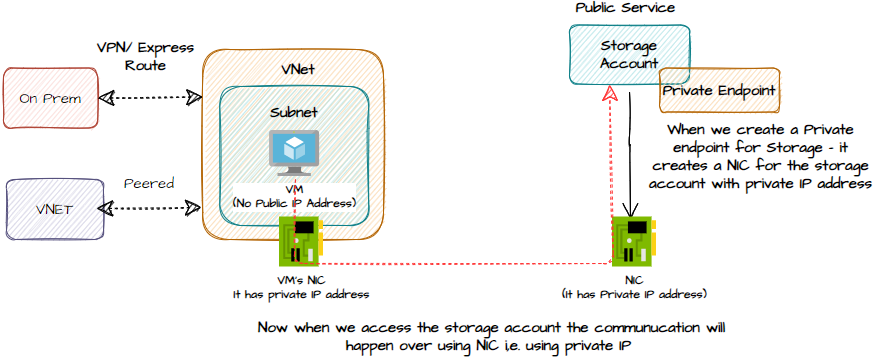 Public Service
VPN/ Express
Route
VNet
Storage
Account
On Prem
Private Endpoint
Subnet
When we create a Private
endpoint for Storage - it
creates a NIC for the storage
account with private IP address
VM
(No Public IP Address)
Peered
VNET
VM's NIC
It has private IP address
NIC
(It has Private IP address)
Now when we access the storage account the communucation will
happen over using NIC i.e. using private IP